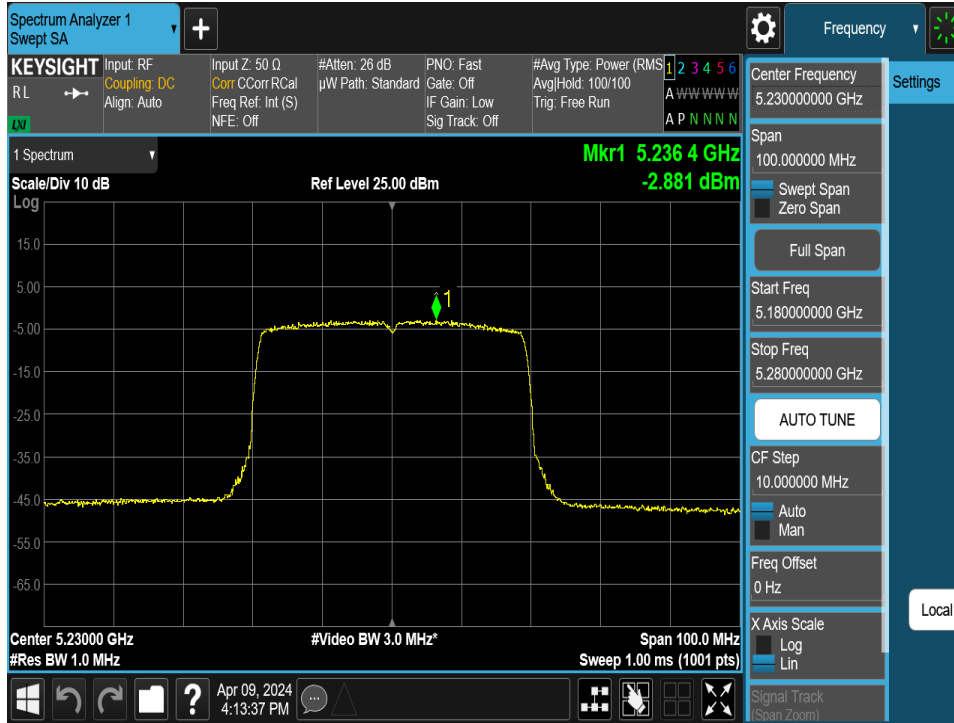 Spectrum Analyzer 1
Swept SA
+
KEYSIGHT
RL
LXI
Input: RF
Coupling: DC
Align: Auto
Input Z: 50 Ω
Corr CCorr RCal
Freq Ref: Int (S)
NFE: Off
#Atten: 26 dB
µW Path: Standard
PNO: Fast
Gate: Off
IF Gain: Low
Sig Track: Off
#Avg Type: Power (RMS
Avg|Hold: 100/100
Trig: Free Run
1 2 3 4 5 6
A W W W W W
A P N N N N
1 Spectrum
Mkr1 5.236 4 GHz
-2.881 dBm
Scale/Div 10 dB
Ref Level 25.00 dBm
Log
15.0
5.00
-5.00
-15.0
-25.0
-35.0
-45.0
-55.0
-65.0
1
Center 5.23000 GHz
#Video BW 3.0 MHz*
Span 100.0 MHz
#Res BW 1.0 MHz
Sweep 1.00 ms (1001 pts)
?
Apr 09, 2024
4:13:37 PM
Frequency
Settings
Center Frequency
5.230000000 GHz
Span
100.000000 MHz
Swept Span
Zero Span
Full Span
Start Freq
5.180000000 GHz
Stop Freq
5.280000000 GHz
AUTO TUNE
CF Step
10.000000 MHz
Auto
Man
Freq Offset
0 Hz
X Axis Scale
Log
Lin
Signal Track
(Span Zoom)
Local